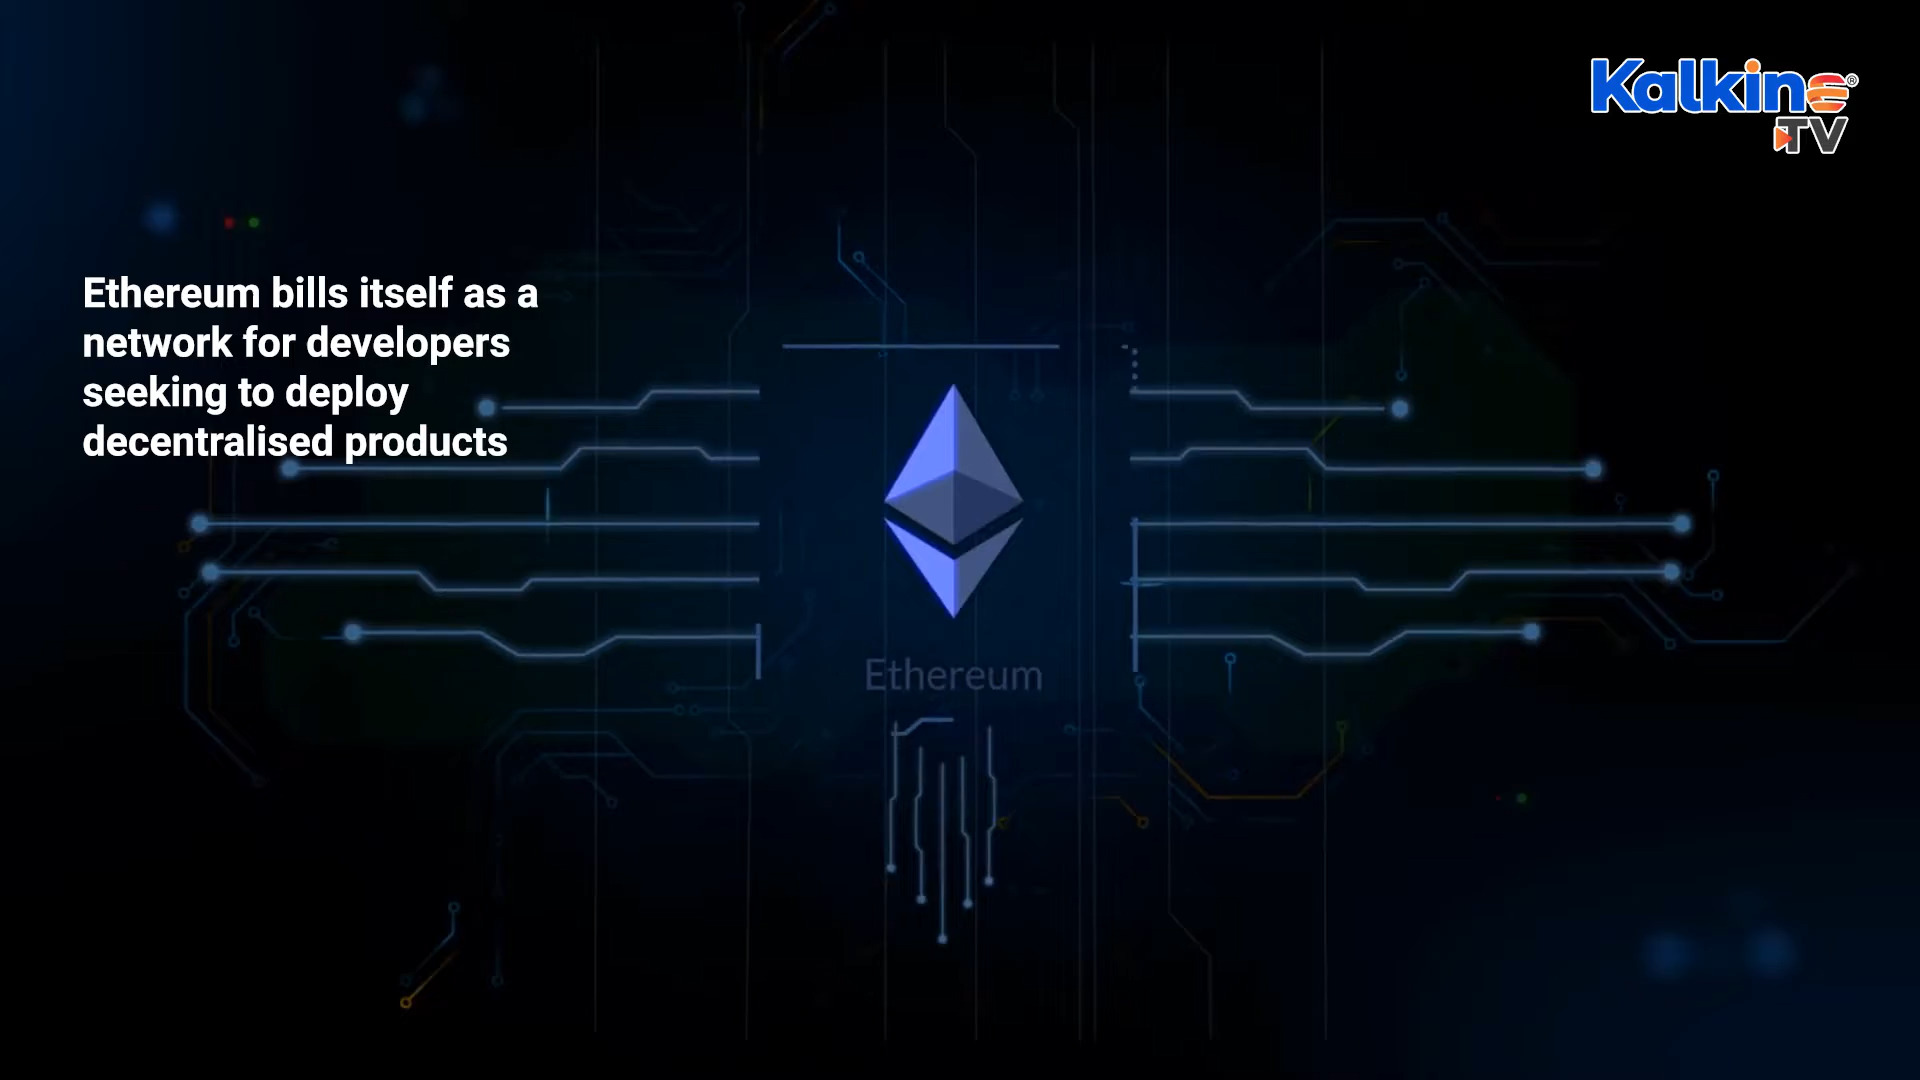 Kalkine®
TV
Ethereum bills itself as a
network for developers
seeking to deploy
decentralised products
Ethereum